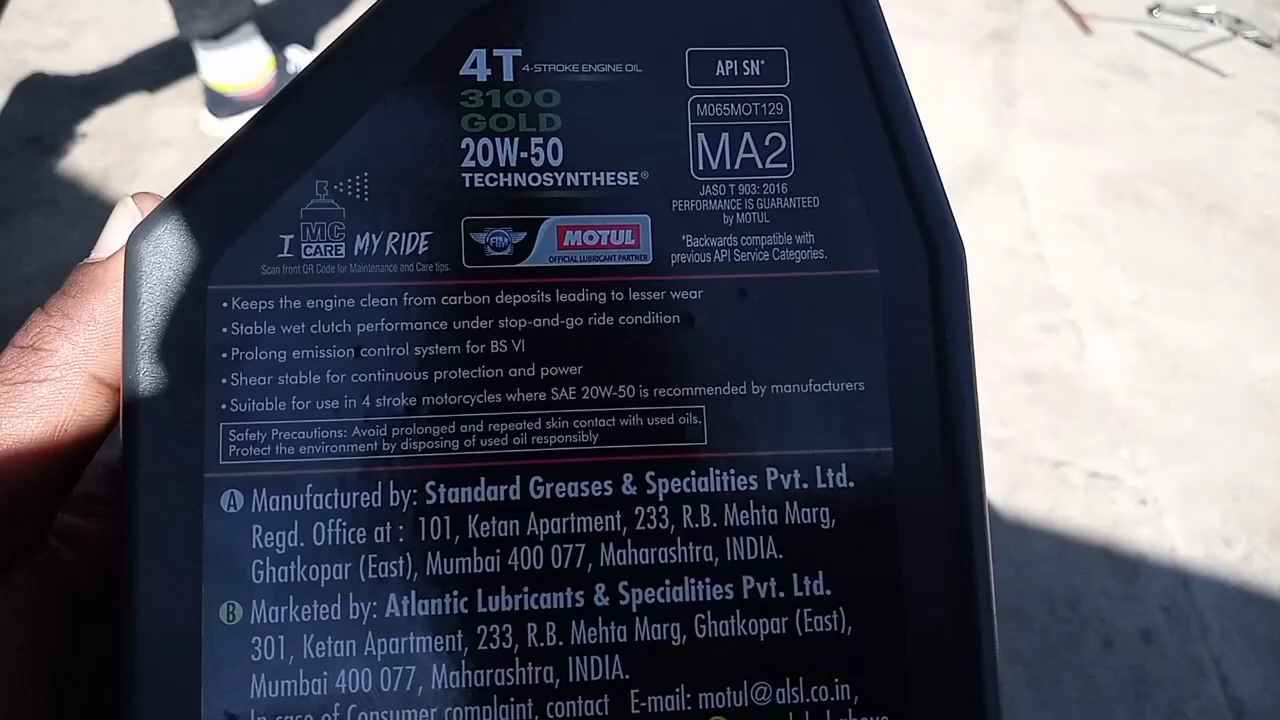 4T 4-STROKE ENGINE OIL
3100
GOLD
20W-50
TECHNOSYNTHESE®
API SN*
M065MOT129
MA2
JASO T 903: 2016
PERFORMANCE IS GUARANTEED
by MOTUL
*Backwards compatible with
previous API Service Categories.
I MC CARE MY RIDE
Scan front QR Code for Maintenance and Care tips.
FIM
MOTUL
OFFICIAL LUBRICANT PARTNER
• Keeps the engine clean from carbon deposits leading to lesser wear
• Stable wet clutch performance under stop-and-go ride condition
• Prolong emission control system for BS VI
• Shear stable for continuous protection and power
• Suitable for use in 4 stroke motorcycles where SAE 20W-50 is recommended by manufacturers
Safety Precautions: Avoid prolonged and repeated skin contact with used oils.
Protect the environment by disposing of used oil responsibly
A Manufactured by: Standard Greases & Specialities Pvt. Ltd.
Regd. Office at : 101, Ketan Apartment, 233, R.B. Mehta Marg,
Ghatkopar (East), Mumbai 400 077, Maharashtra, INDIA.
B Marketed by: Atlantic Lubricants & Specialities Pvt. Ltd.
301, Ketan Apartment, 233, R.B. Mehta Marg, Ghatkopar (East),
Mumbai 400 077, Maharashtra, INDIA.
In case of Consumer complaint, contact E-mail: motul@alsl.co.in,
above